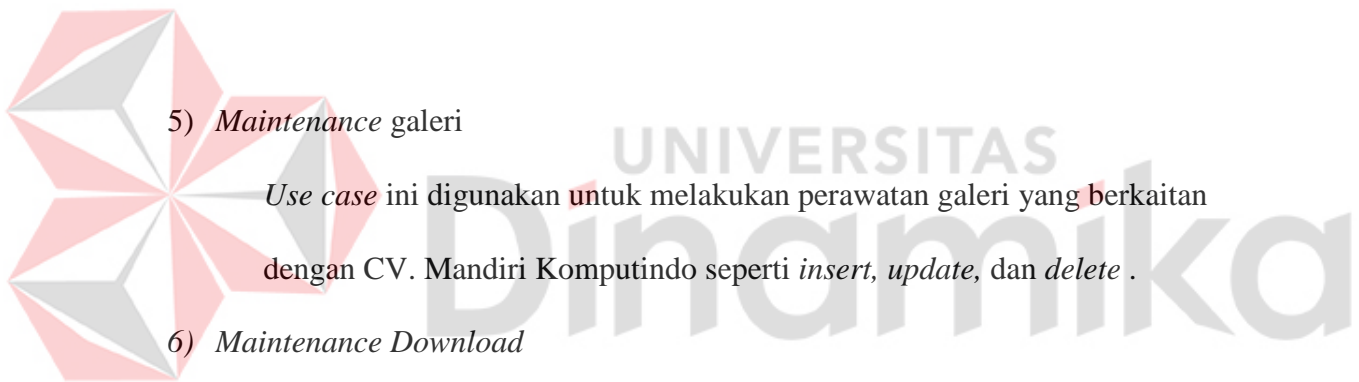 5) Maintenance galeri
UNIVERSITAS
Dinamika
Use case ini digunakan untuk melakukan perawatan galeri yang berkaitan
dengan CV. Mandiri Komputindo seperti insert, update, dan delete .
6) Maintenance Download